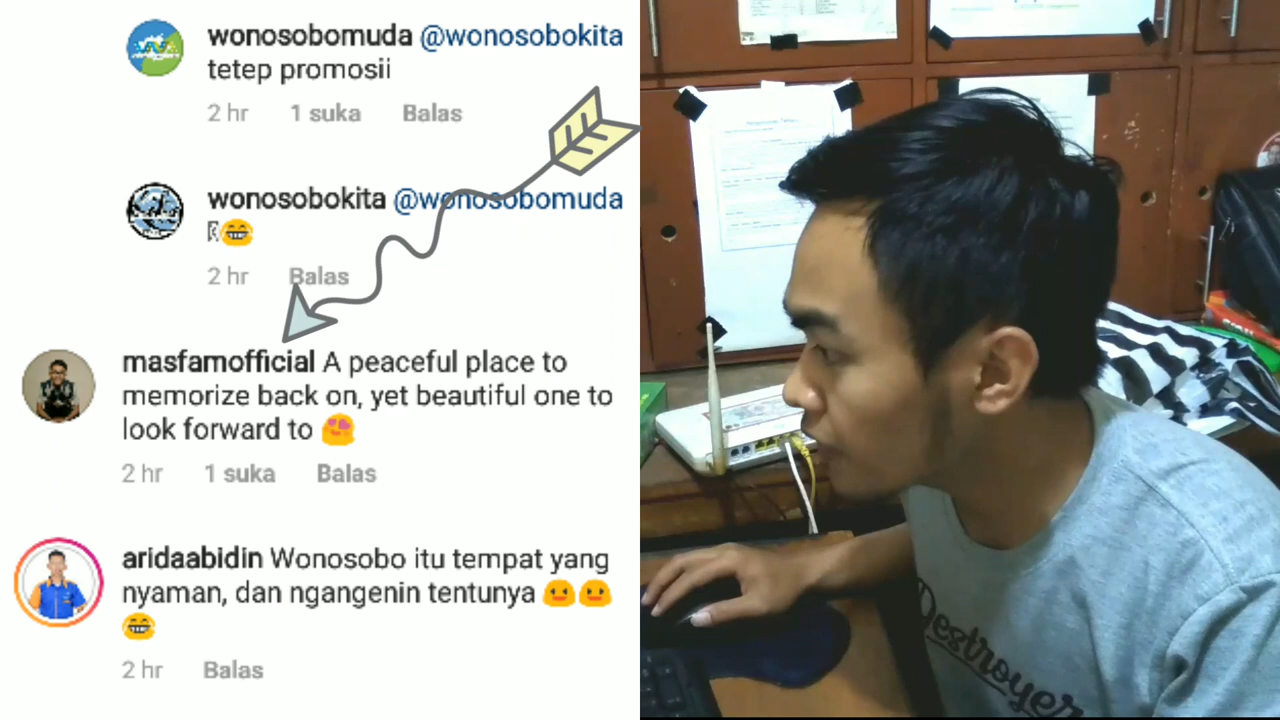 wonosobomuda @wonosobokita
tetep promosii
2 hr 1 suka Balas
wonosobokita @wonosobomuda
😂
2 hr Balas
masfamofficial A peaceful place to
memorize back on, yet beautiful one to
look forward to 😍
2 hr 1 suka Balas
aridaabidin Wonosobo itu tempat yang
nyaman, dan ngangenin tentunya 😛😛
😂
2 hr Balas
Destroyer